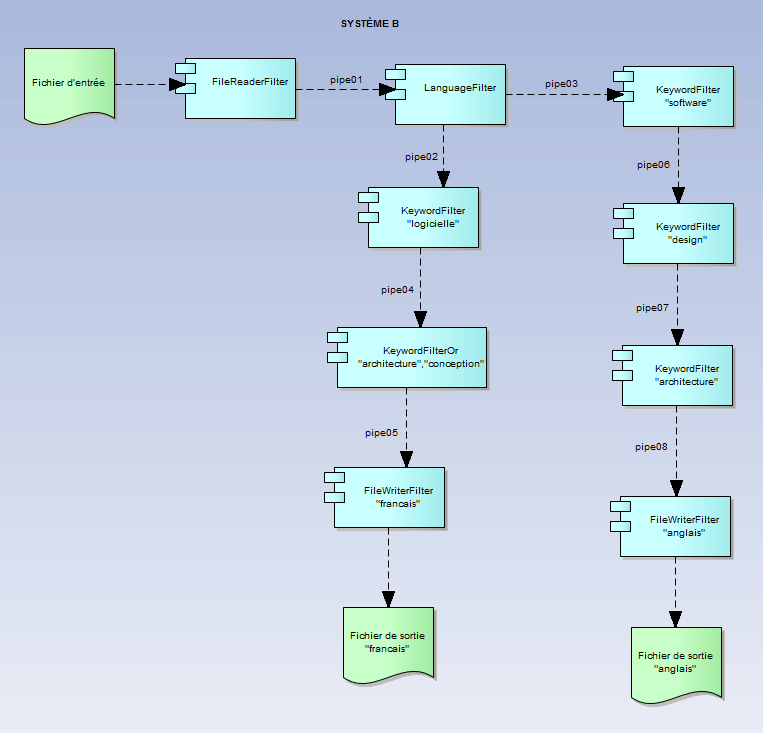 SYSTÈME B
Fichier d'entrée
FileReaderFilter
pipe01
LanguageFilter
pipe03
KeywordFilter
"software"
pipe02
pipe06
KeywordFilter
"logicielle"
KeywordFilter
"design"
pipe04
pipe07
KeywordFilterOr
"architecture","conception"
KeywordFilter
"architecture"
pipe05
pipe08
FileWriterFilter
"francais"
FileWriterFilter
"anglais"
Fichier de sortie
"francais"
Fichier de sortie
"anglais"